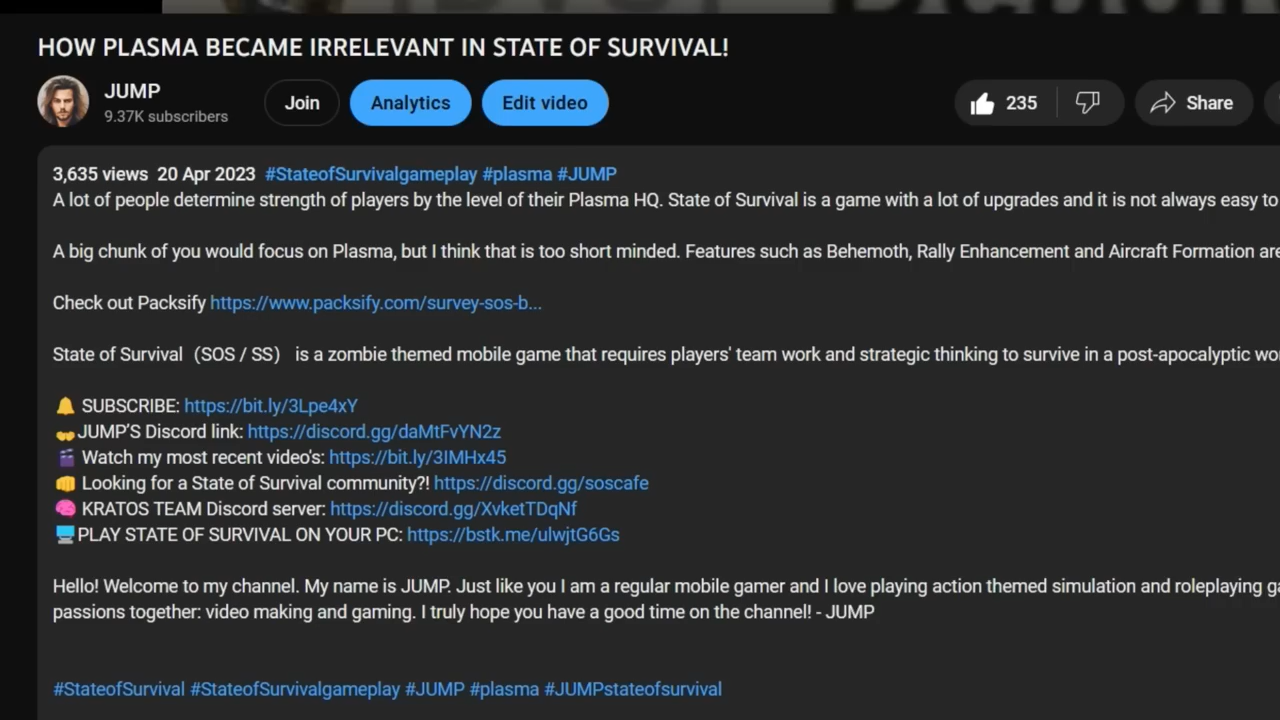 HOW PLASMA BECAME IRRELEVANT IN STATE OF SURVIVAL!
JUMP
9.37K subscribers
Join
Analytics
Edit video
235
Share
3,635 views 20 Apr 2023 #StateofSurvivalgameplay #plasma #JUMP
A lot of people determine strength of players by the level of their Plasma HQ. State of Survival is a game with a lot of upgrades and it is not always easy to
A big chunk of you would focus on Plasma, but I think that is too short minded. Features such as Behemoth, Rally Enhancement and Aircraft Formation are
Check out Packsify https://www.packsify.com/survey-sos-b...
State of Survival (SOS / SS) is a zombie themed mobile game that requires players' team work and strategic thinking to survive in a post-apocalyptic
🔔 SUBSCRIBE: https://bit.ly/3Lpe4xY
🤝JUMP'S Discord link: https://discord.gg/daMtFvYN2z
🎬 Watch my most recent video's: https://bit.ly/3IMHx45
👊 Looking for a State of Survival community?! https://discord.gg/soscafe
🧠 KRATOS TEAM Discord server: https://discord.gg/XvketTDqNf
🖥️PLAY STATE OF SURVIVAL ON YOUR PC: https://bstk.me/ulwjtG6Gs
Hello! Welcome to my channel. My name is JUMP. Just like you I am a regular mobile gamer and I love playing action themed simulation and roleplaying
passions together: video making and gaming. I truly hope you have a good time on the channel! - JUMP
#StateofSurvival #StateofSurvivalgameplay #JUMP #plasma #JUMPstateofsurvival